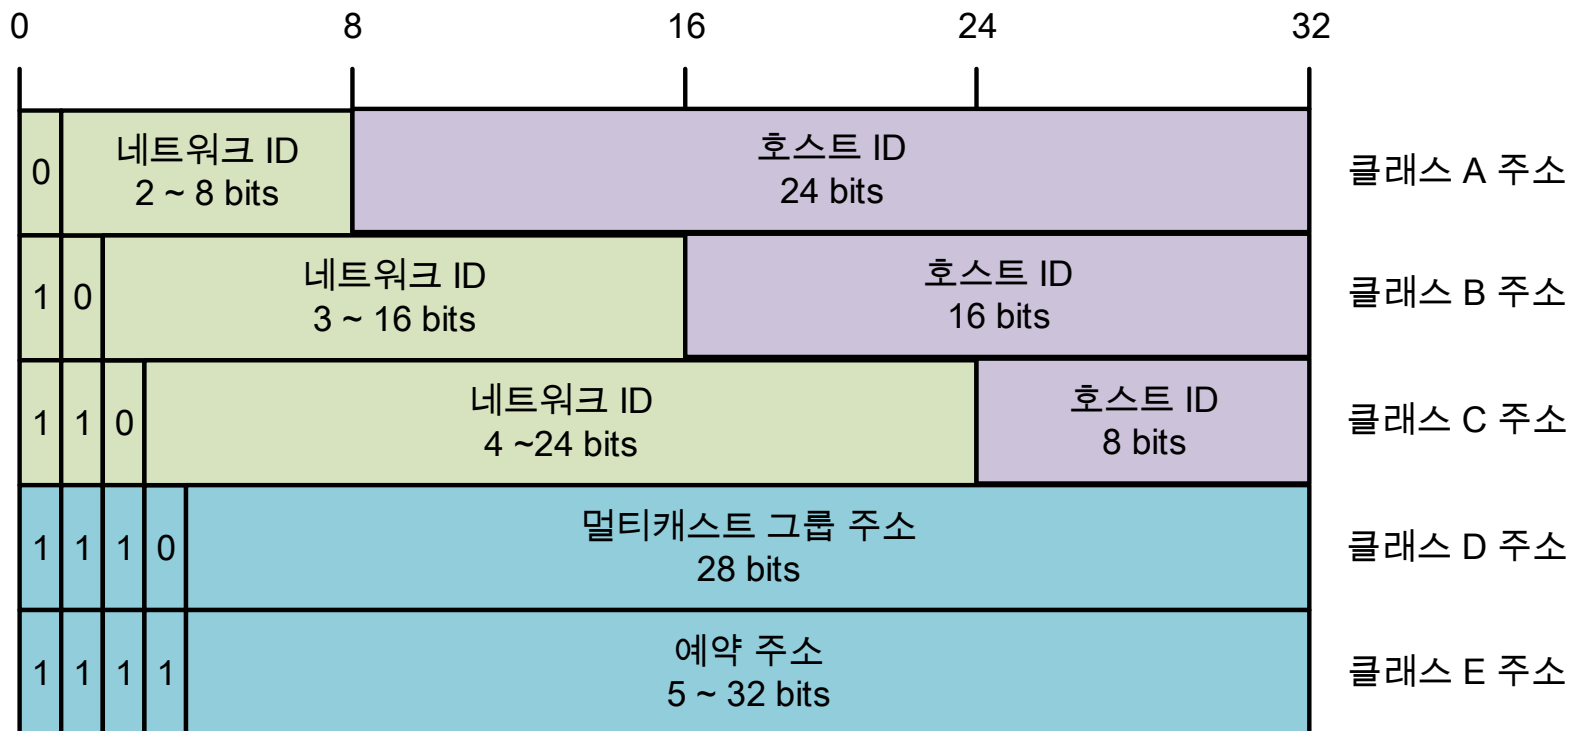 0 8 16 24 32
0 네트워크 ID 호스트 ID 클래스 A 주소
2 ~ 8 bits 24 bits
1 0 네트워크 ID 호스트 ID 클래스 B 주소
3 ~ 16 bits 16 bits
1 1 0 네트워크 ID 호스트 ID 클래스 C 주소
4 ~24 bits 8 bits
1 1 1 0 멀티캐스트 그룹 주소 클래스 D 주소
28 bits
1 1 1 1 예약 주소 클래스 E 주소
5 ~ 32 bits